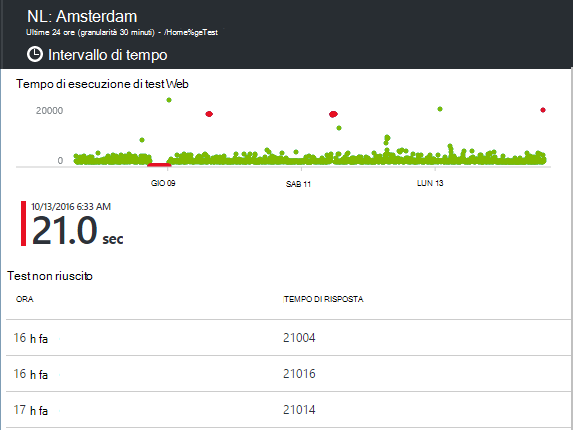 NL: Amsterdam
Ultime 24 ore (granularità 30 minuti) - /Home%geTest
Intervallo di tempo
Tempo di esecuzione di test Web
20000
0
GIO 09 SAB 11 LUN 13
10/13/2016 6:33 AM
21.0 sec
Test non riuscito
ORA TEMPO DI RISPOSTA
16 h fa 21004
16 h fa 21016
17 h fa 21014